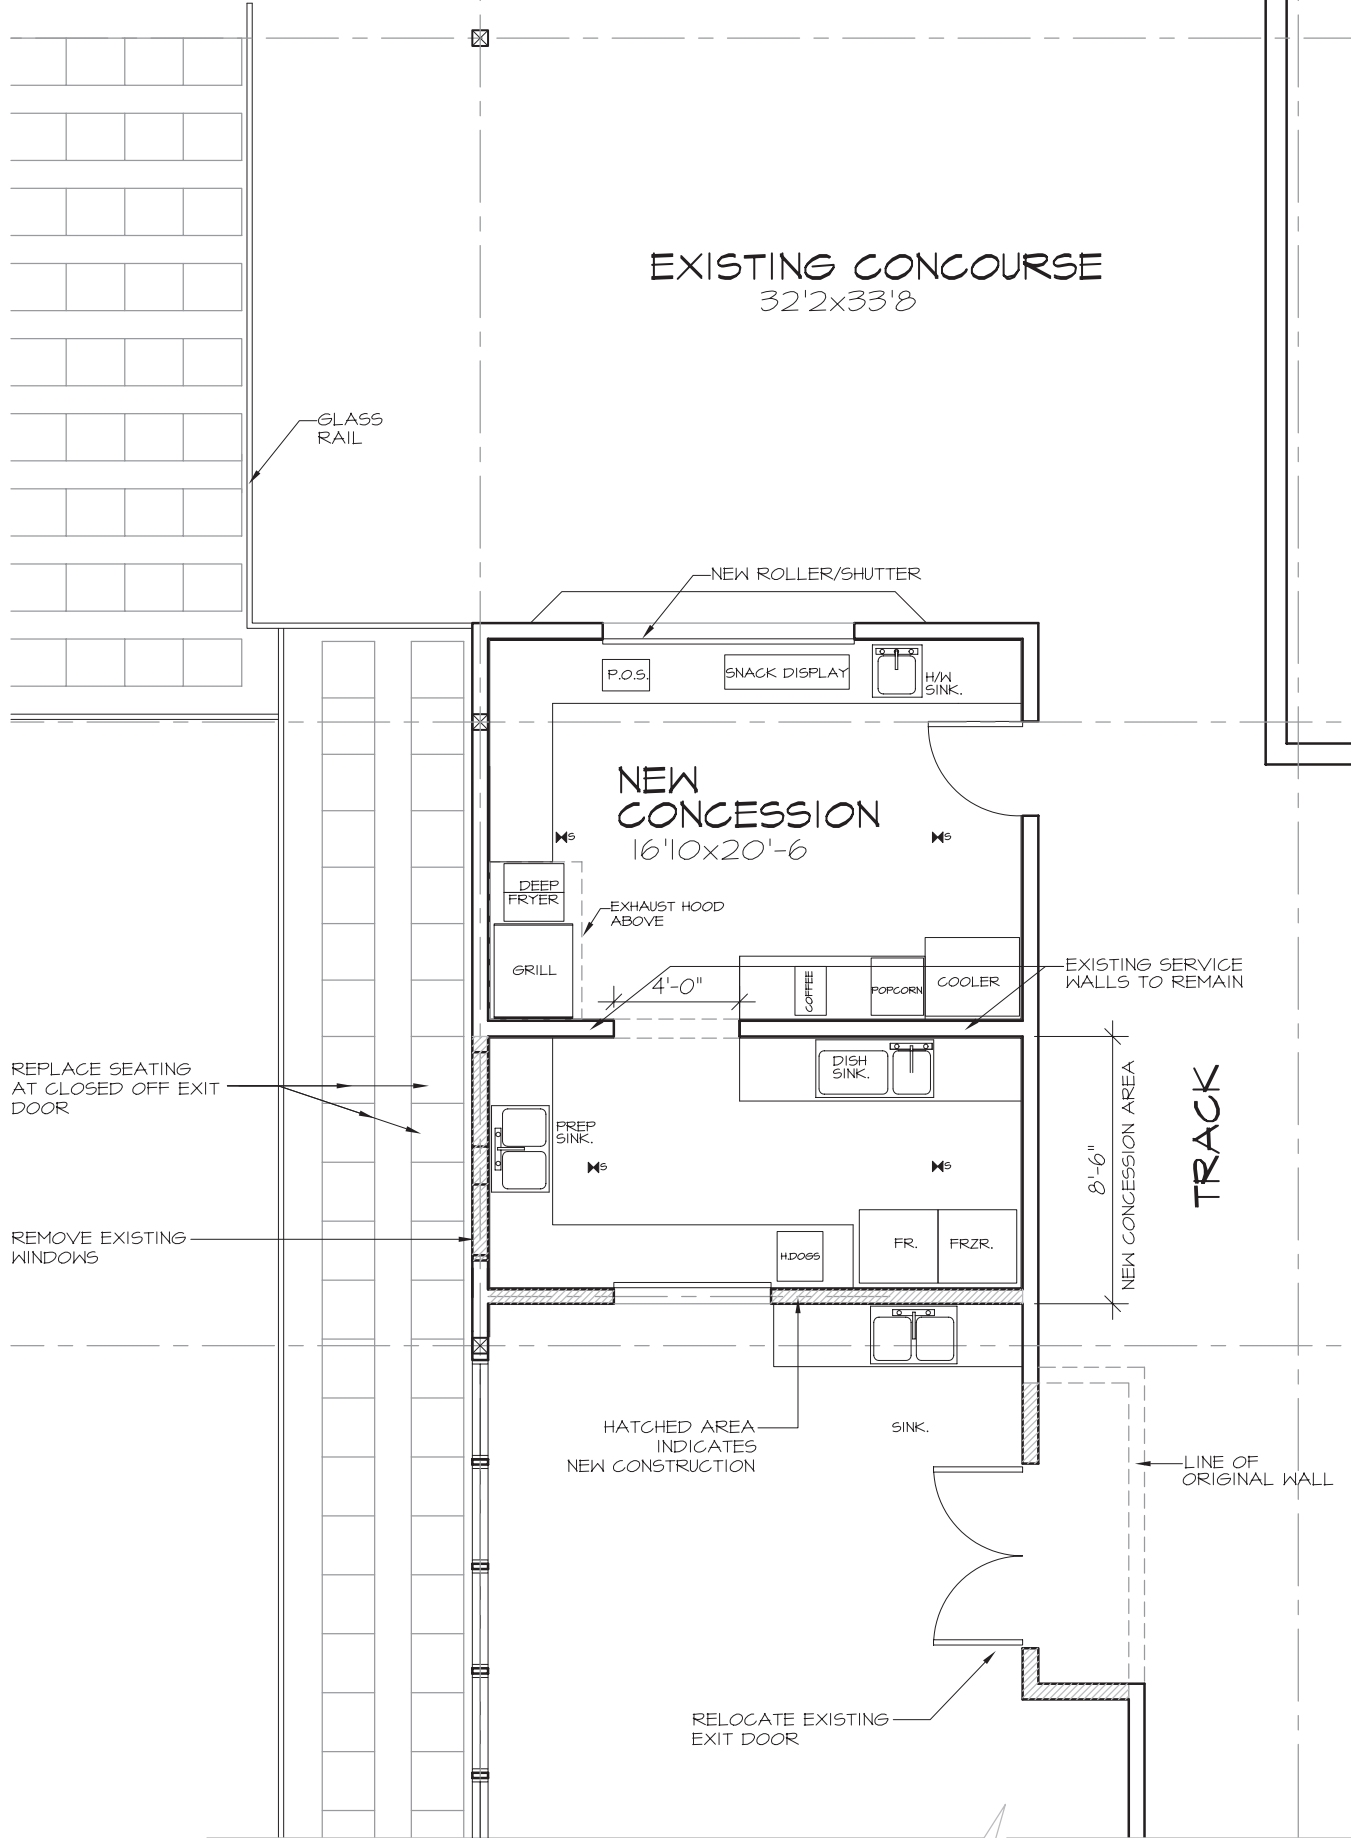 EXISTING CONCOURSE
32'2x33'8
GLASS
RAIL
NEW ROLLER/SHUTTER
P.O.S.
SNACK DISPLAY
H/W
SINK.
NEW
CONCESSION
16'10x20'-6
S
S
DEEP
FRYER
EXHAUST HOOD
ABOVE
GRILL
4'-0"
COFFEE
POPCORN
COOLER
EXISTING SERVICE
WALLS TO REMAIN
REPLACE SEATING
AT CLOSED OFF EXIT
DOOR
DISH
SINK.
PREP
SINK.
S
S
8'-6"
NEW CONCESSION AREA
TRACK
REMOVE EXISTING
WINDOWS
H.DOGS
FR.
FRZR.
HATCHED AREA
INDICATES
NEW CONSTRUCTION
SINK.
LINE OF
ORIGINAL WALL
RELOCATE EXISTING
EXIT DOOR